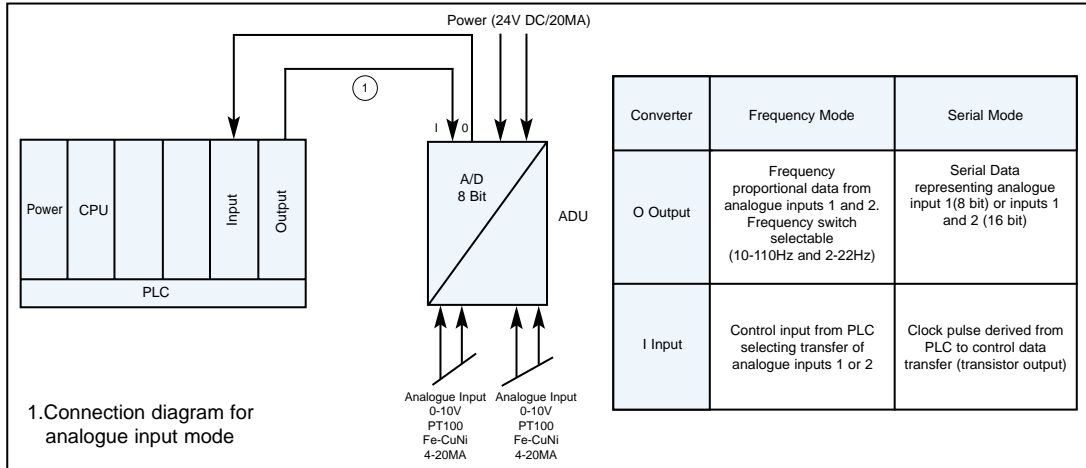 Power (24V DC/20MA)
1
I
0
Power
CPU
Input
Output
PLC
A/D
8 Bit
ADU
Analogue Input
0-10V
PT100
Fe-CuNi
4-20MA
Analogue Input
0-10V
PT100
Fe-CuNi
4-20MA
1.Connection diagram for
analogue input mode
Converter
Frequency Mode
Serial Mode
O Output
Frequency
proportional data from
analogue inputs 1 and 2.
Frequency switch
selectable
(10-110Hz and 2-22Hz)
Serial Data
representing analogue
input 1(8 bit) or inputs 1
and 2 (16 bit)
I Input
Control input from PLC
selecting transfer of
analogue inputs 1 or 2
Clock pulse derived from
PLC to control data
transfer (transistor output)